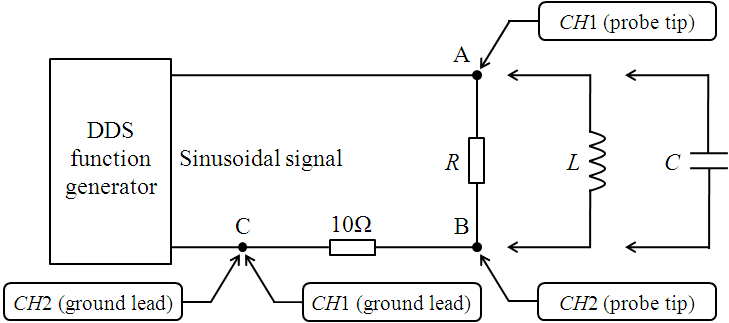 CH1 (probe tip)
A
DDS
function
generator
Sinusoidal signal
R
L
C
C
10Ω
B
CH2 (ground lead)
CH1 (ground lead)
CH2 (probe tip)